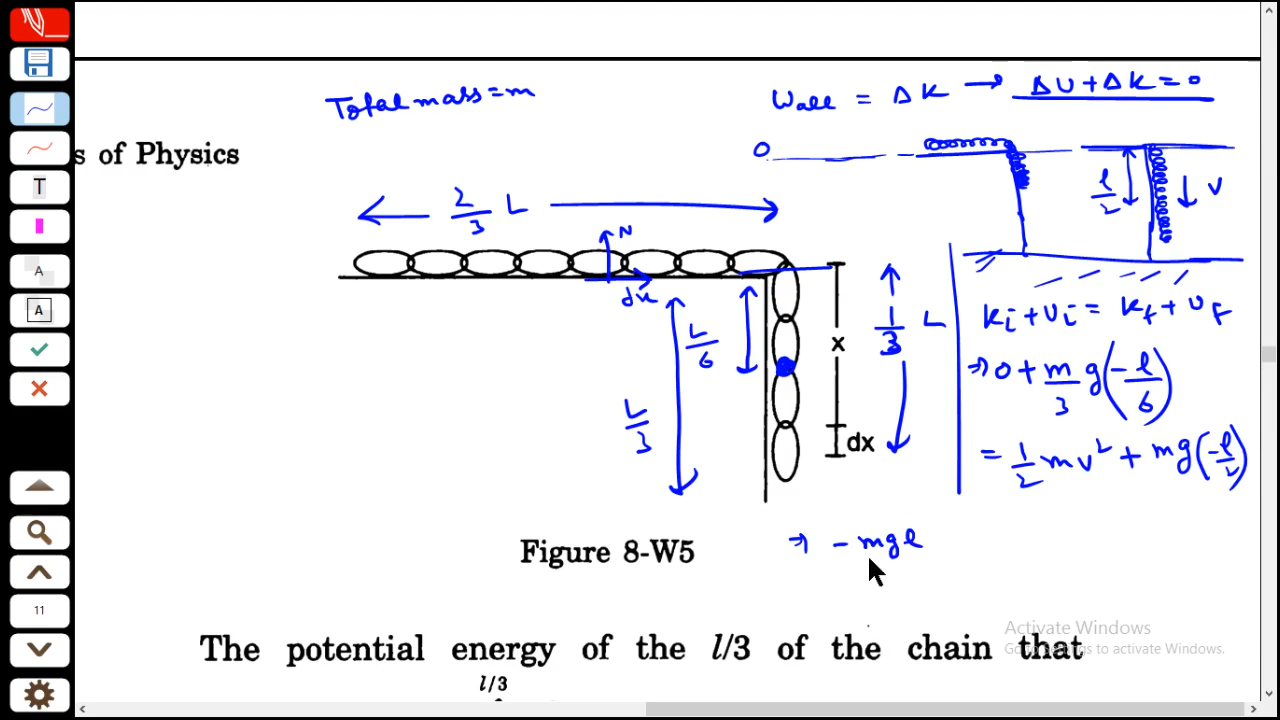 Total mass = m
Wall = ΔK → ΔU + ΔK = 0
s of Physics
0
2/3 L
l/2
v
N
dx
L/6
1/3 L
x
L/3
dx
Ki + Ui = Kf + Uf
⇒ 0 + m/3 g(-l/6)
= 1/2 mv² + mg(-l/2)
⇒ - mgl
Figure 8-W5
The potential energy of the l/3 of the chain that
l/3
T
A
A
11
Activate Windows
Go to Settings to activate Windows.